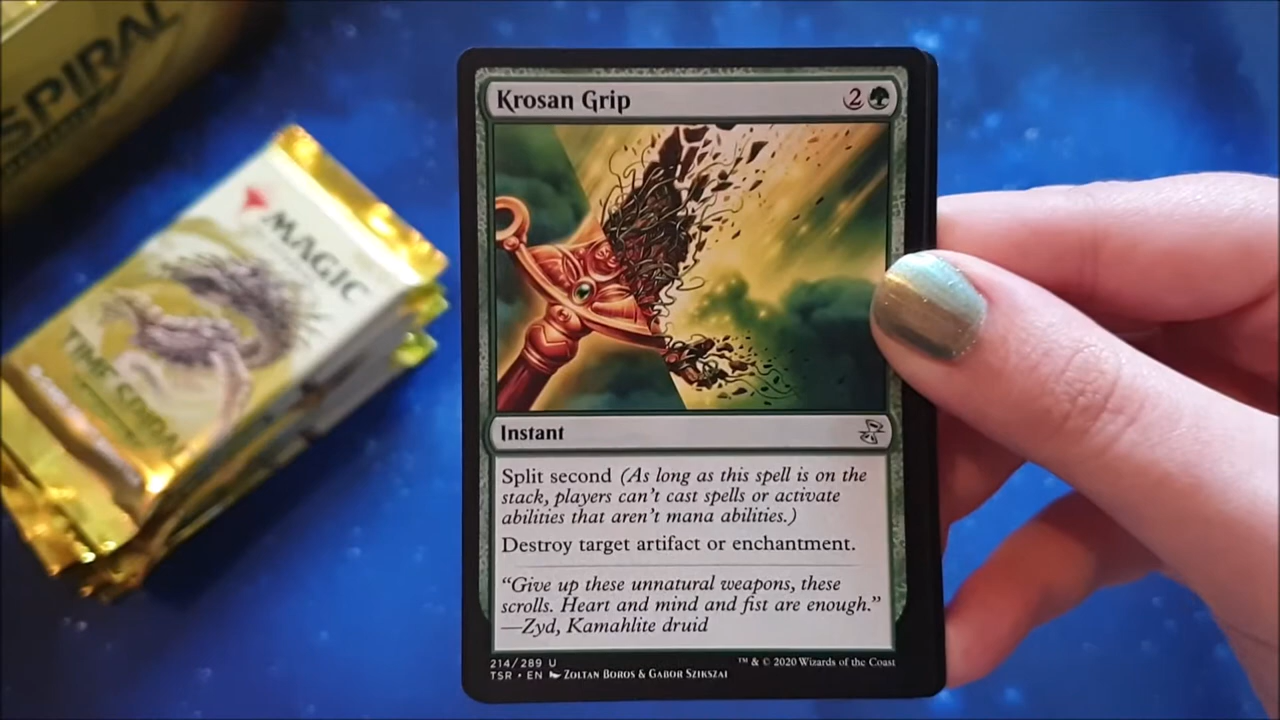 SPIRAL
MAGIC
TIME SPIRAL
Krosan Grip
2
Instant
Split second (As long as this spell is on the
stack, players can't cast spells or activate
abilities that aren't mana abilities.)
Destroy target artifact or enchantment.
“Give up these unnatural weapons, these
scrolls. Heart and mind and fist are enough.”
—Zyd, Kamahlite druid
214/289 U
TSR • EN Zoltan Boros & Gabor Szikszai
™ & © 2020 Wizards of the Coast